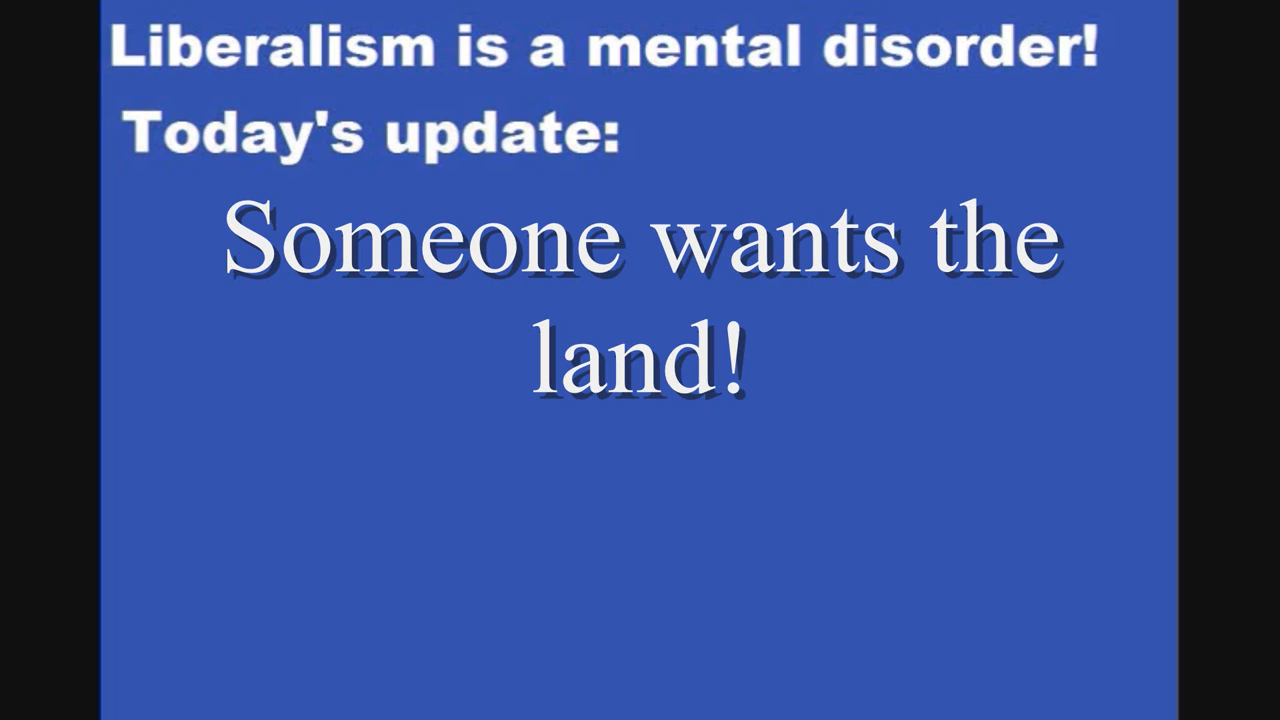 Liberalism is a mental disorder!
Today's update:
Someone wants the
land!